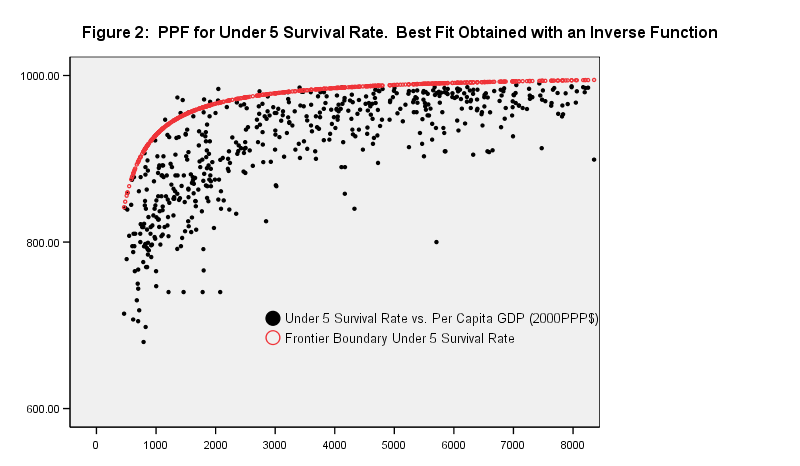 Figure 2:  PPF for Under 5 Survival Rate.  Best Fit Obtained with an Inverse Function
1000.00
800.00
Under 5 Survival Rate vs. Per Capita GDP (2000PPP$)
Frontier Boundary Under 5 Survival Rate
600.00
0 1000 2000 3000 4000 5000 6000 7000 8000